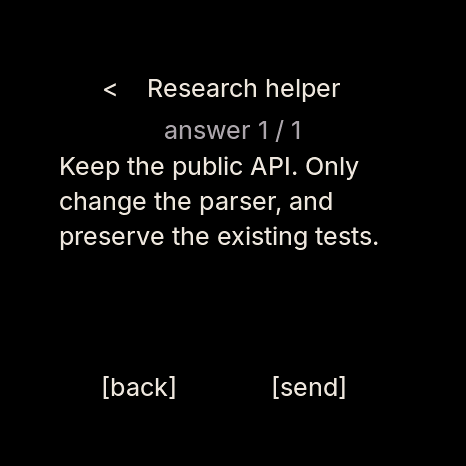 < Research helper
answer 1 / 1
Keep the public API. Only
change the parser, and
preserve the existing tests.
[back] [send]